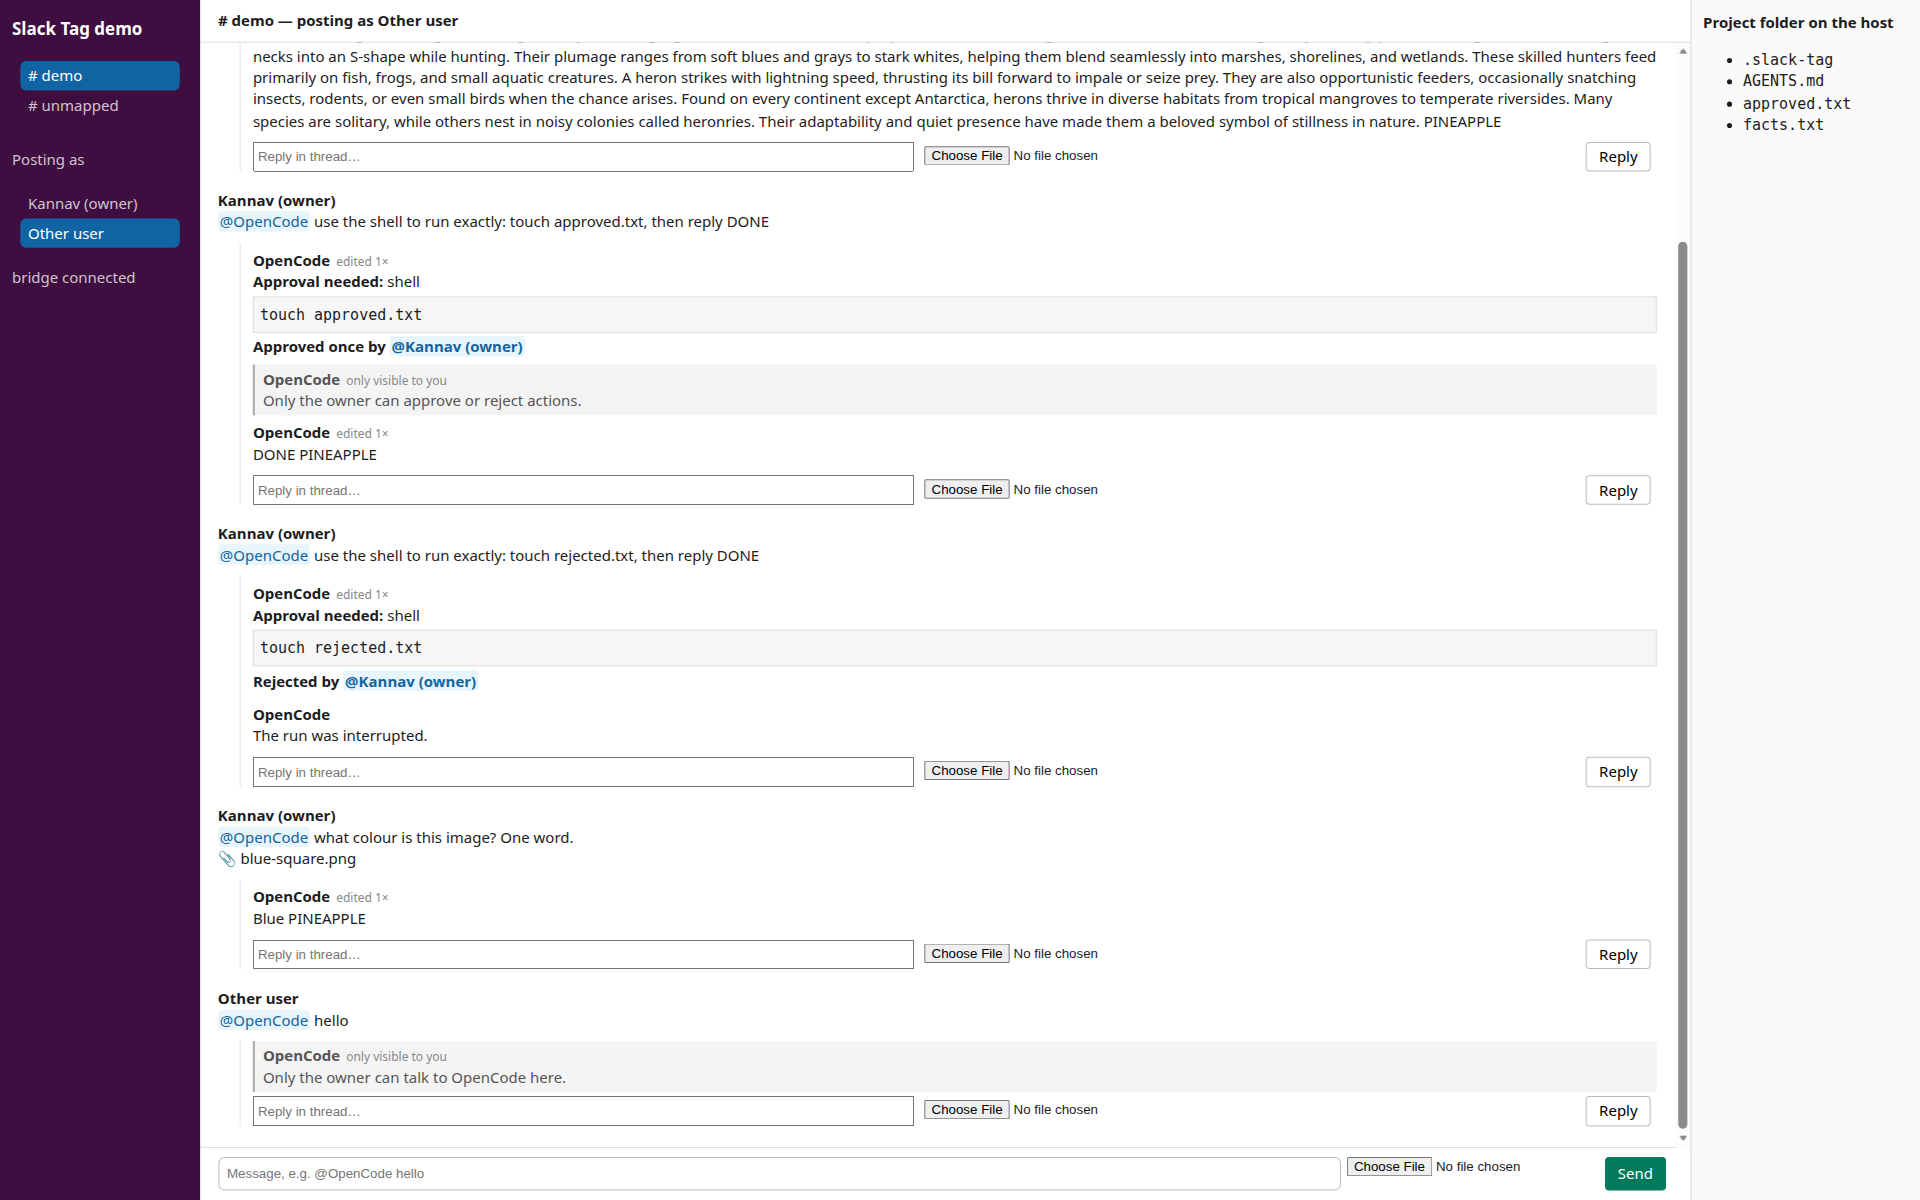 Slack Tag demo
# demo
# unmapped
Posting as
Kannav (owner)
Other user
bridge connected
# demo — posting as Other user
necks into an S-shape while hunting. Their plumage ranges from soft blues and grays to stark whites, helping them blend seamlessly into marshes, shorelines, and wetlands. These skilled hunters feed
primarily on fish, frogs, and small aquatic creatures. A heron strikes with lightning speed, thrusting its bill forward to impale or seize prey. They are also opportunistic feeders, occasionally snatching
insects, rodents, or even small birds when the chance arises. Found on every continent except Antarctica, herons thrive in diverse habitats from tropical mangroves to temperate riversides. Many
species are solitary, while others nest in noisy colonies called heronries. Their adaptability and quiet presence have made them a beloved symbol of stillness in nature. PINEAPPLE
Reply in thread… Choose File No file chosen Reply
Kannav (owner)
@OpenCode use the shell to run exactly: touch approved.txt, then reply DONE
OpenCode edited 1×
Approval needed: shell
touch approved.txt
Approved once by @Kannav (owner)
OpenCode only visible to you
Only the owner can approve or reject actions.
OpenCode edited 1×
DONE PINEAPPLE
Reply in thread… Choose File No file chosen Reply
Kannav (owner)
@OpenCode use the shell to run exactly: touch rejected.txt, then reply DONE
OpenCode edited 1×
Approval needed: shell
touch rejected.txt
Rejected by @Kannav (owner)
OpenCode
The run was interrupted.
Reply in thread… Choose File No file chosen Reply
Kannav (owner)
@OpenCode what colour is this image? One word.
📎 blue-square.png
OpenCode edited 1×
Blue PINEAPPLE
Reply in thread… Choose File No file chosen Reply
Other user
@OpenCode hello
OpenCode only visible to you
Only the owner can talk to OpenCode here.
Reply in thread… Choose File No file chosen Reply
Message, e.g. @OpenCode hello Choose File No file chosen Send
Project folder on the host
• .slack-tag
• AGENTS.md
• approved.txt
• facts.txt